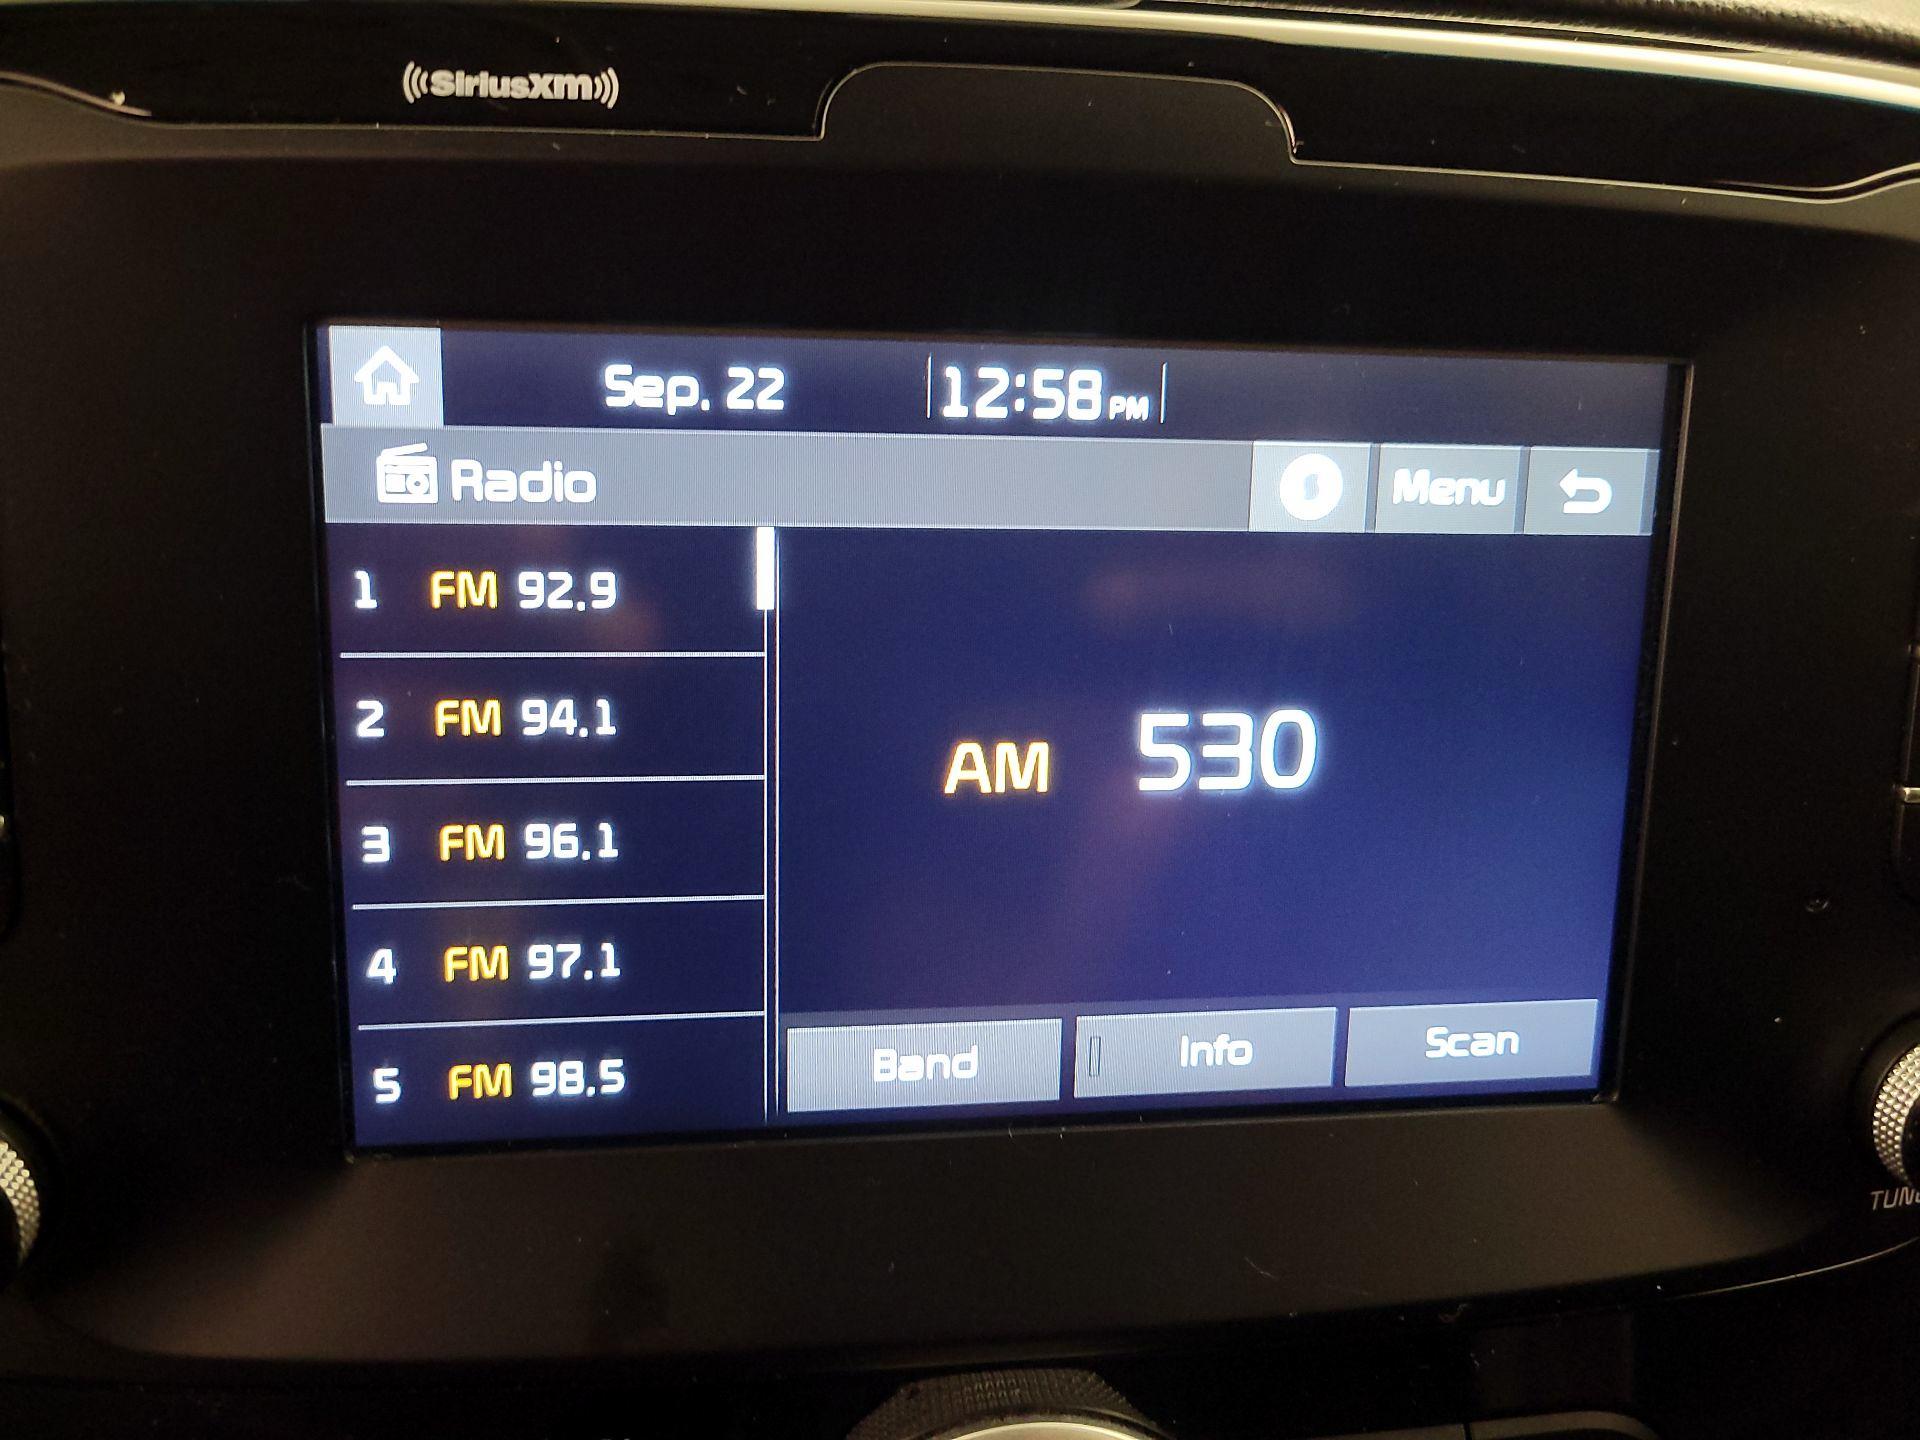 SiriusXM
Sep. 22 12:58 PM
Radio Menu
1 FM 92.9
2 FM 94.1
3 FM 96.1
4 FM 97.1
5 FM 98.5
AM 530
Band Info Scan
TUNE